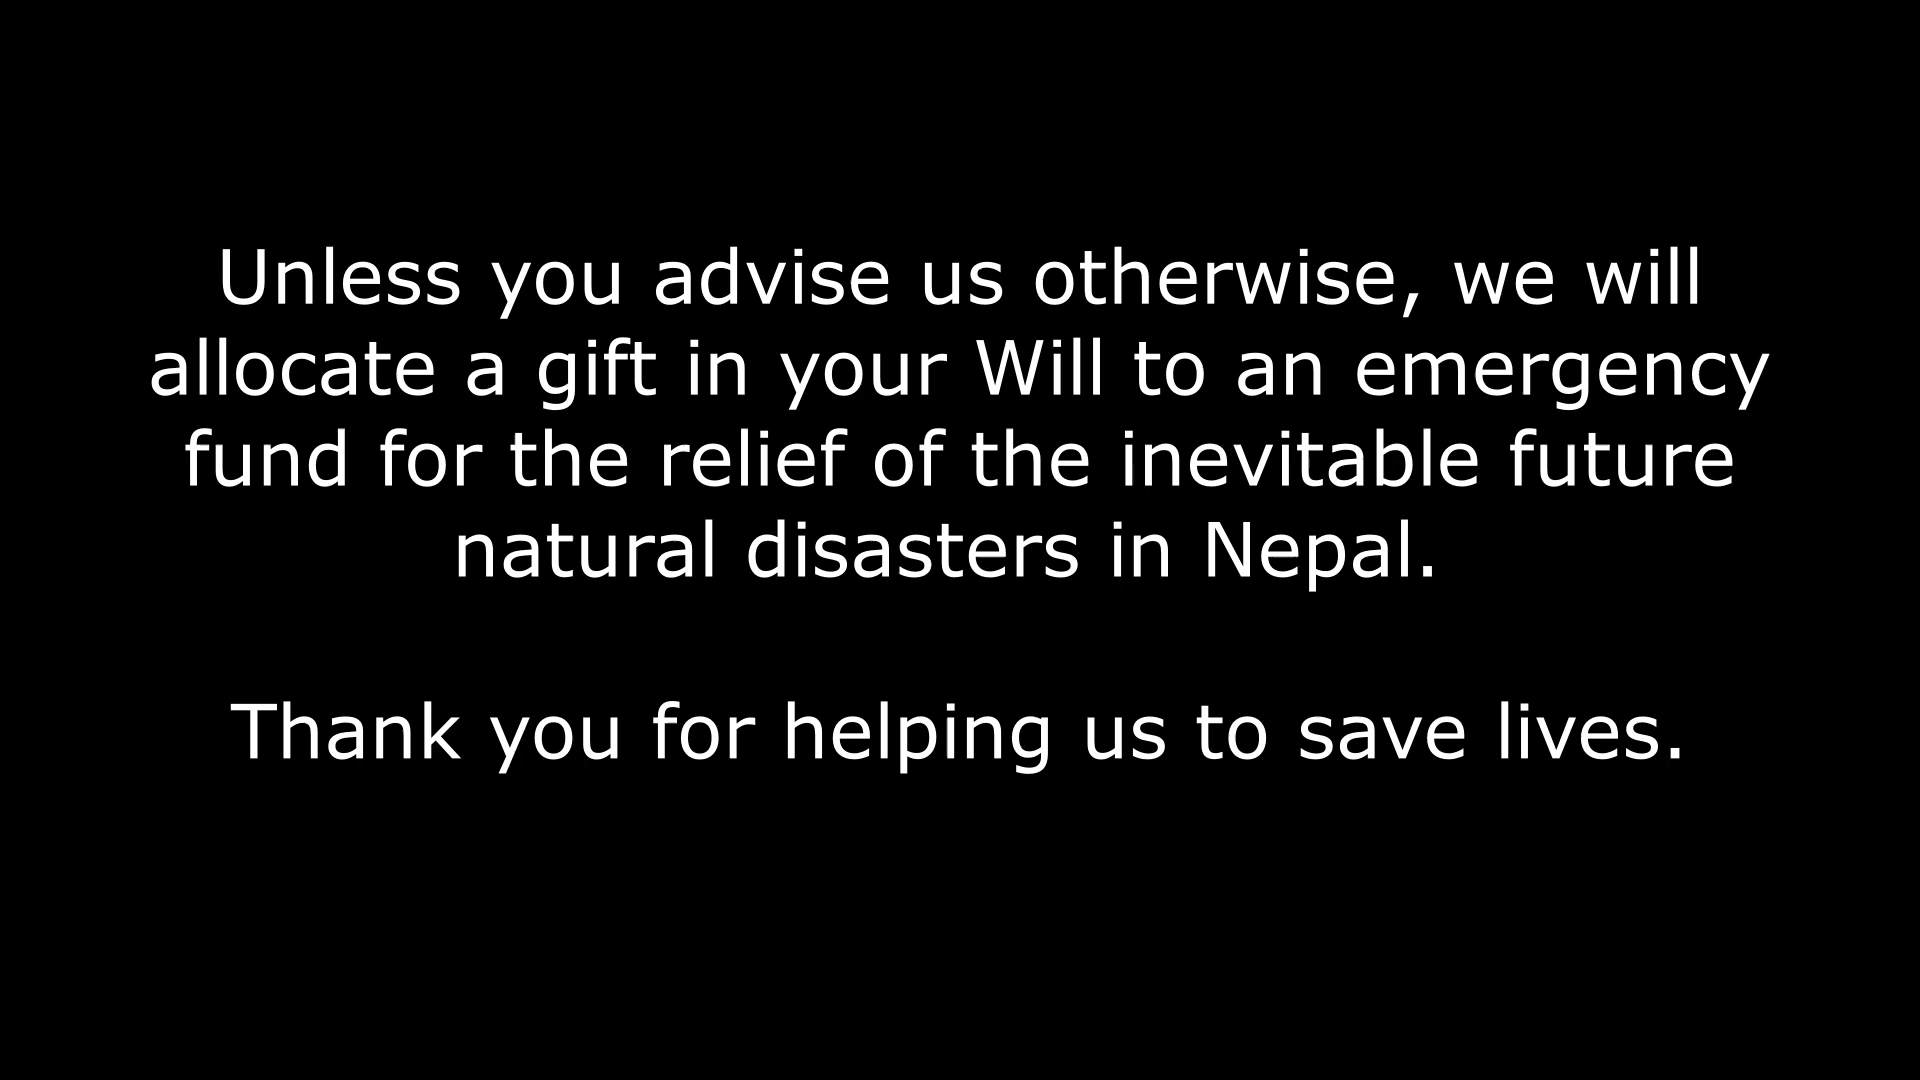 Unless you advise us otherwise, we will
allocate a gift in your Will to an emergency
fund for the relief of the inevitable future
natural disasters in Nepal.
Thank you for helping us to save lives.